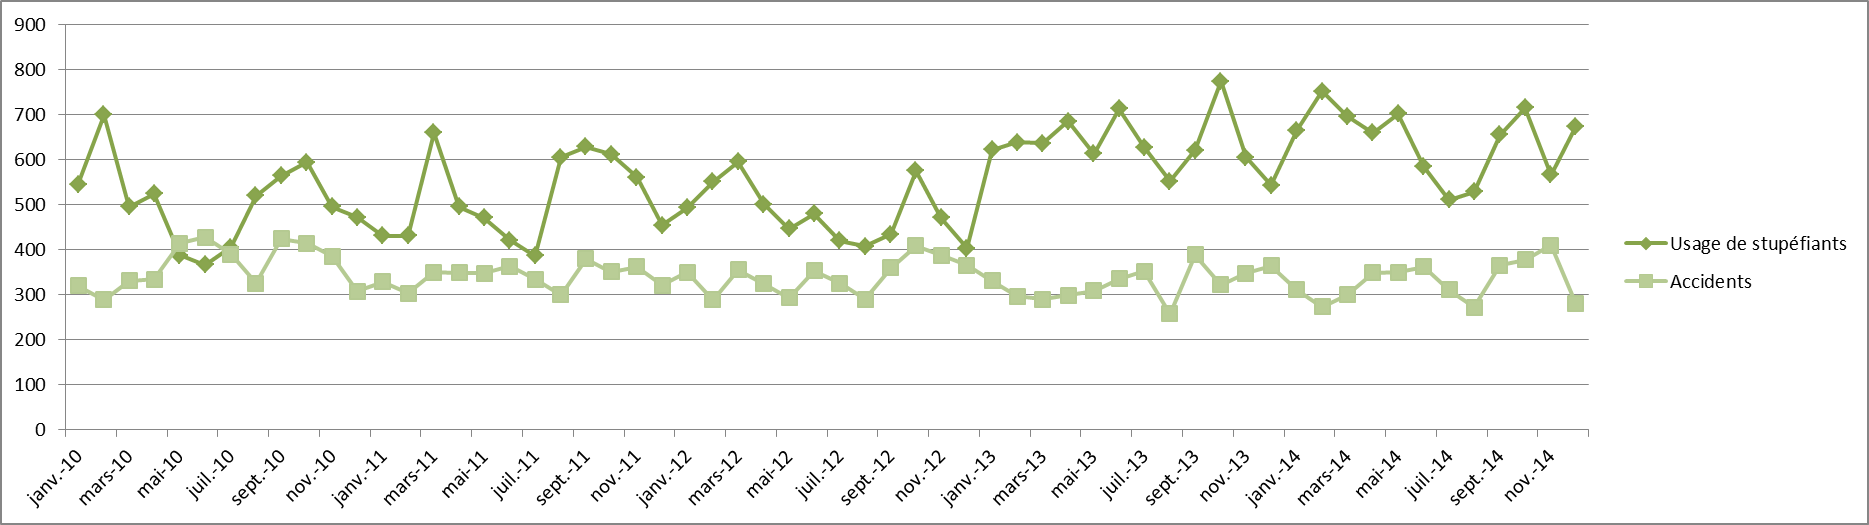 900
800
700
600
500
400
300
200
100
0
janv.-10
mars-10
mai-10
juil.-10
sept.-10
nov.-10
janv.-11
mars-11
mai-11
juil.-11
sept.-11
nov.-11
janv.-12
mars-12
mai-12
juil.-12
sept.-12
nov.-12
janv.-13
mars-13
mai-13
juil.-13
sept.-13
nov.-13
janv.-14
mars-14
mai-14
juil.-14
sept.-14
nov.-14
Usage de stupéfiants
Accidents